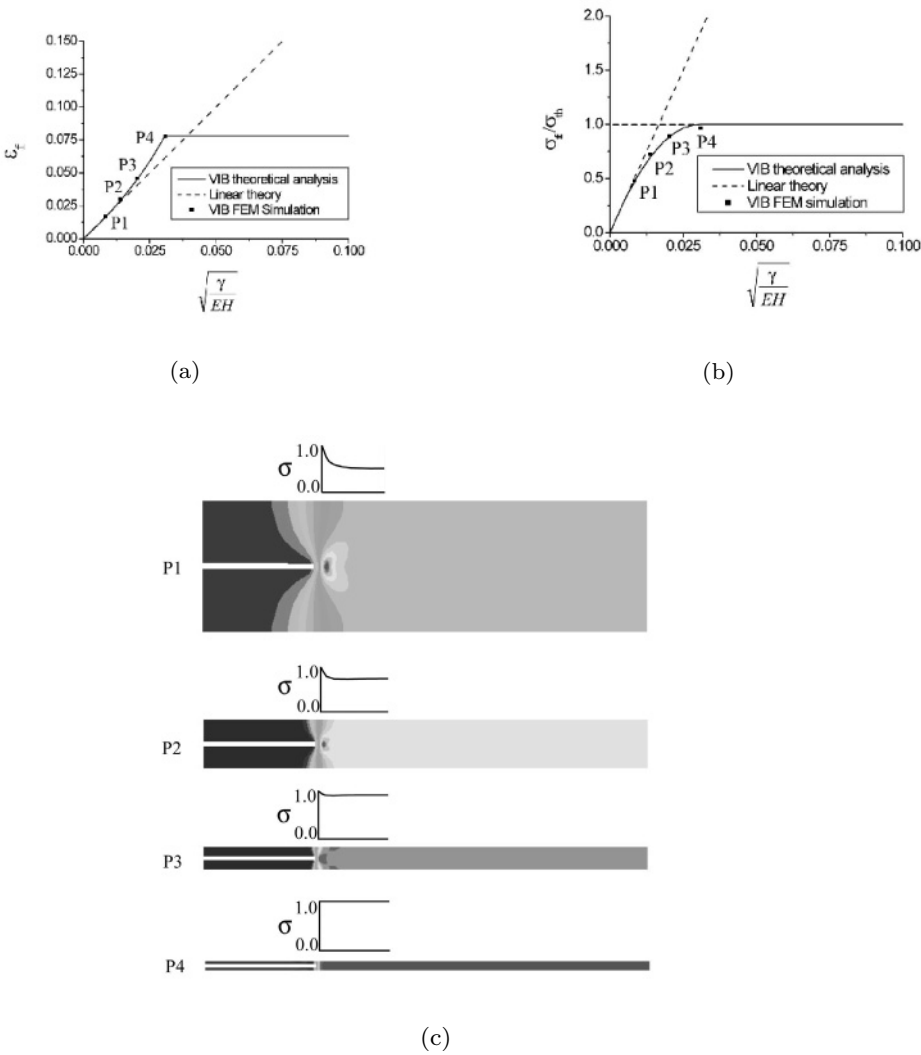 0.150
0.125
0.100
0.075
0.050
0.025
0.000
ε_f
P4
P3
P2
P1
VIB theoretical analysis
Linear theory
VIB FEM Simulation
0.000 0.025 0.050 0.075 0.100
√(γ/EH)
(a)
2.0
1.5
1.0
0.5
0.0
σ_f/σ_th
P4
P3
P2
P1
VIB theoretical analysis
Linear theory
VIB FEM simulation
0.000 0.025 0.050 0.075 0.100
√(γ/EH)
(b)
σ 1.0
0.0
P1
σ 1.0
0.0
P2
σ 1.0
0.0
P3
σ 1.0
0.0
P4
(c)